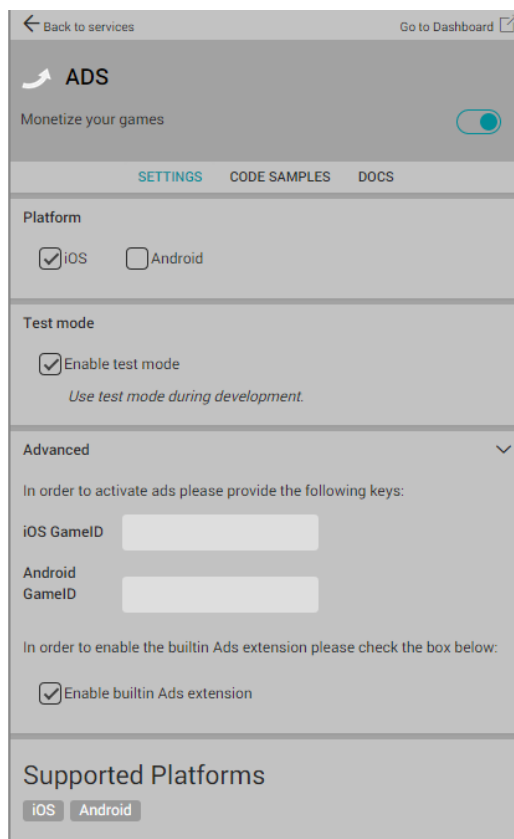 Back to services
Go to Dashboard
ADS
Monetize your games
SETTINGS CODE SAMPLES DOCS
Platform
iOS Android
Test mode
Enable test mode
Use test mode during development.
Advanced
In order to activate ads please provide the following keys:
iOS GameID
Android
GameID
In order to enable the builtin Ads extension please check the box below:
Enable builtin Ads extension
Supported Platforms
iOS Android